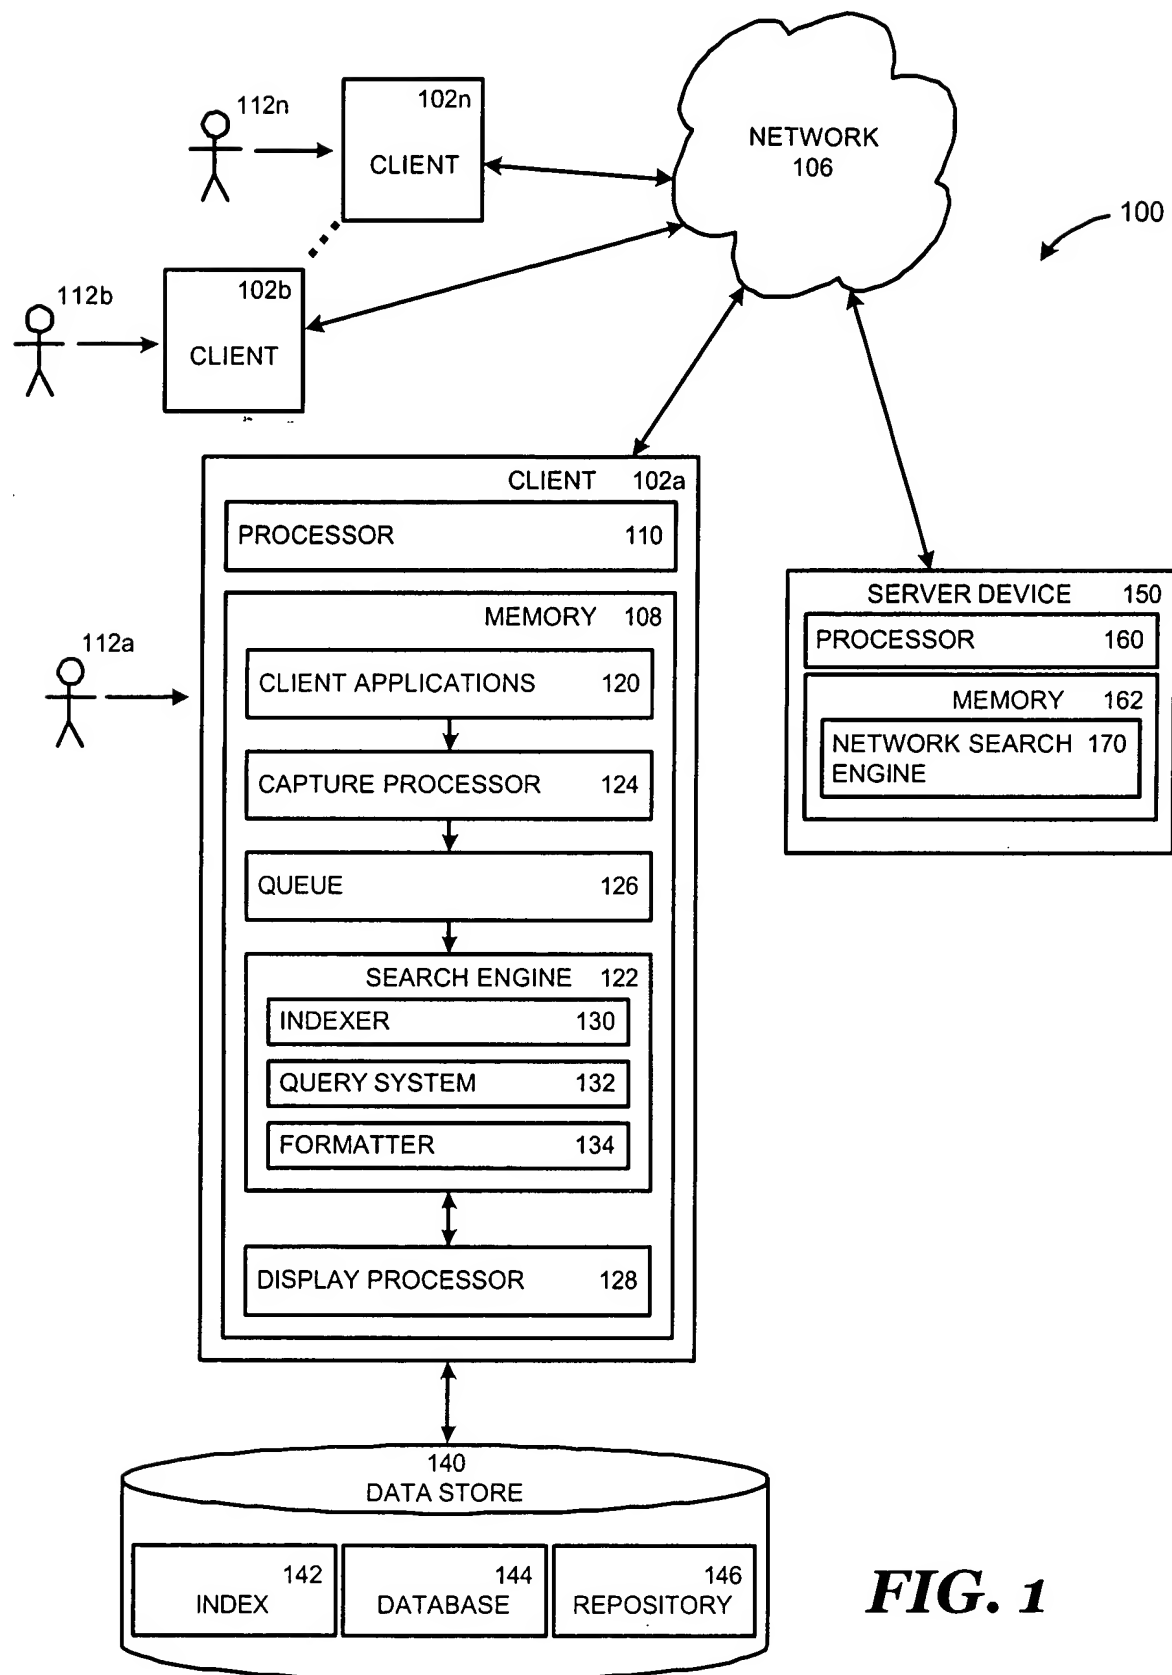 102n
112n
CLIENT
NETWORK
106
100
102b
112b
CLIENT
CLIENT 102a
PROCESSOR 110
MEMORY 108
112a
CLIENT APPLICATIONS 120
CAPTURE PROCESSOR 124
QUEUE 126
SEARCH ENGINE 122
INDEXER 130
QUERY SYSTEM 132
FORMATTER 134
DISPLAY PROCESSOR 128
SERVER DEVICE 150
PROCESSOR 160
MEMORY 162
NETWORK SEARCH 170
ENGINE
140
DATA STORE
142
INDEX
144
DATABASE
146
REPOSITORY
FIG. 1